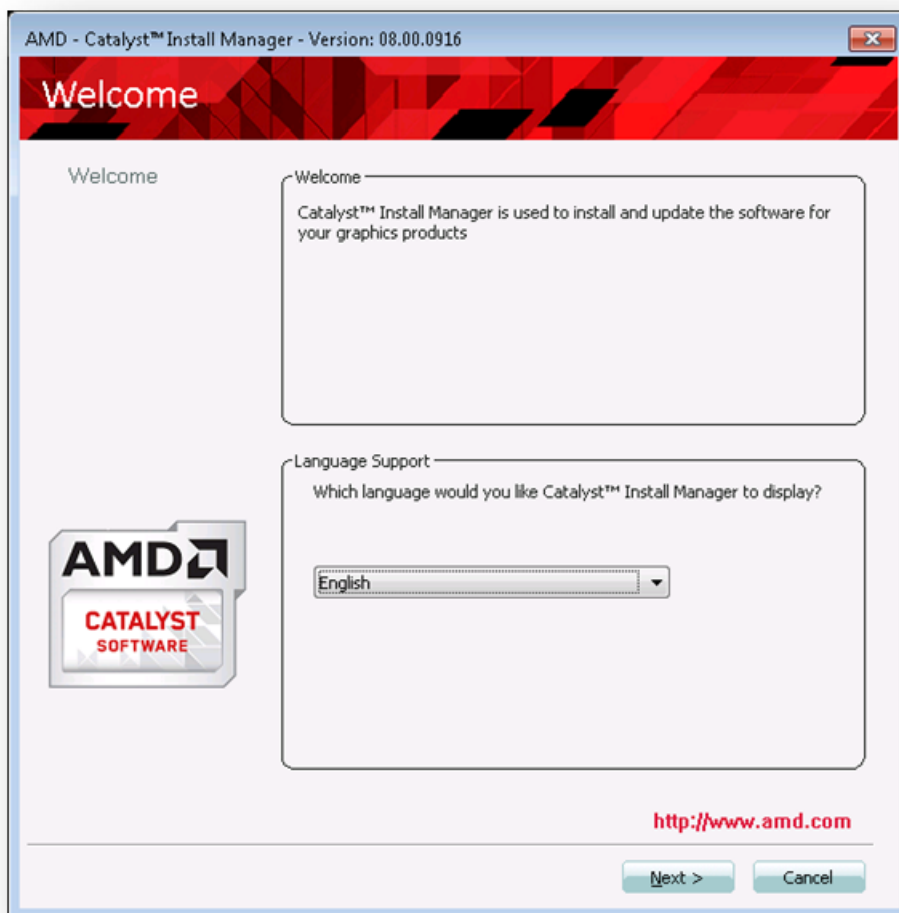 AMD - Catalyst™ Install Manager - Version: 08.00.0916
Welcome
Welcome
Welcome
Catalyst™ Install Manager is used to install and update the software for
your graphics products
Language Support
Which language would you like Catalyst™ Install Manager to display?
English
AMD
CATALYST
SOFTWARE
http://www.amd.com
Next >
Cancel